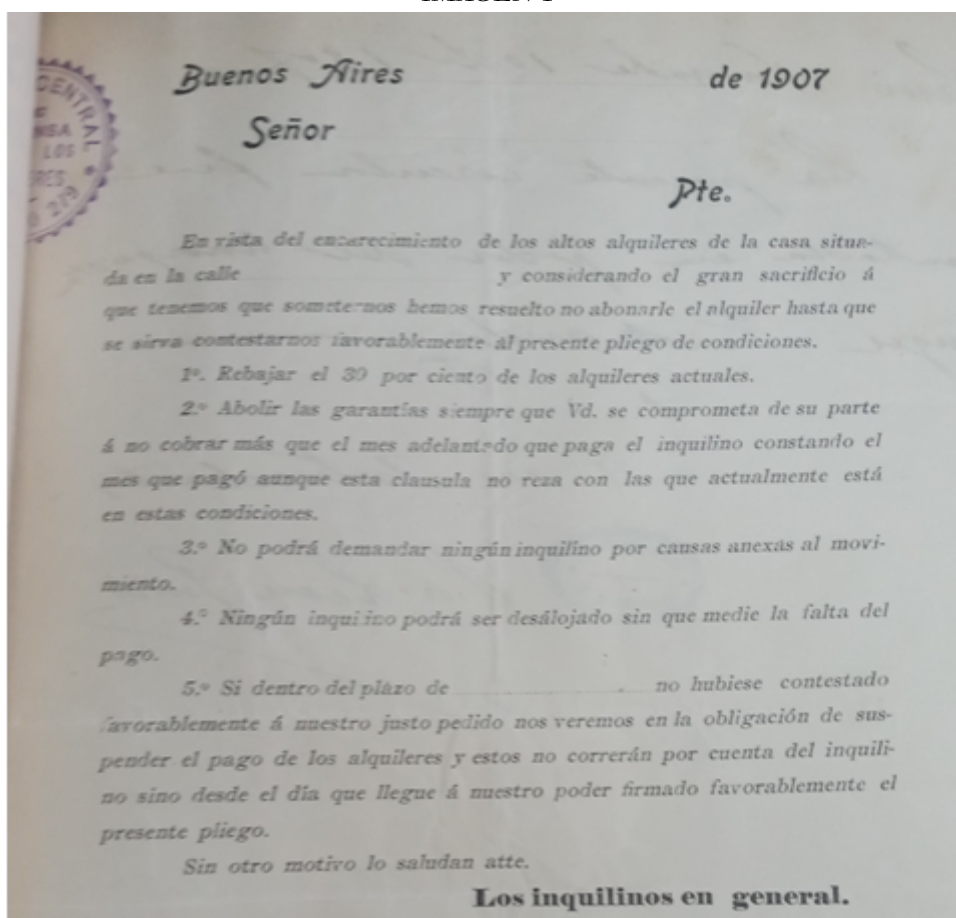 Buenos Aires de 1907
Señor
Pte.
CENTRAL
LOS
279
En vista del encarecimiento de los altos alquileres de la casa situa-
da en la calle y considerando el gran sacrificio á
que tenemos que someternos hemos resuelto no abonarle el alquiler hasta que
se sirva contestarnos favorablemente ál presente pliego de condiciones.
1º. Rebajar el 30 por ciento de los alquileres actuales.
2.º Abolir las garantías siempre que Vd. se comprometa de su parte
á no cobrar más que el mes adelantado que paga el inquilino constando el
mes que pagó aunque esta clausula no reza con las que actualmente está
en estas condiciones.
3.º No podrá demandar ningún inquilino por causas anexas al movi-
miento.
4.º Ningún inqui ino podrá ser desálojado sin que medie la falta del
pago.
5.º Si dentro del plazo de no hubiese contestado
favorablemente á nuestro justo pedido nos veremos en la obligación de sus-
pender el pago de los alquileres y estos no correrán por cuenta del inquili-
no sino desde el día que llegue á nuestro poder firmado favorablemente el
presente pliego.
Sin otro motivo lo saludan atte.
Los inquilinos en general.